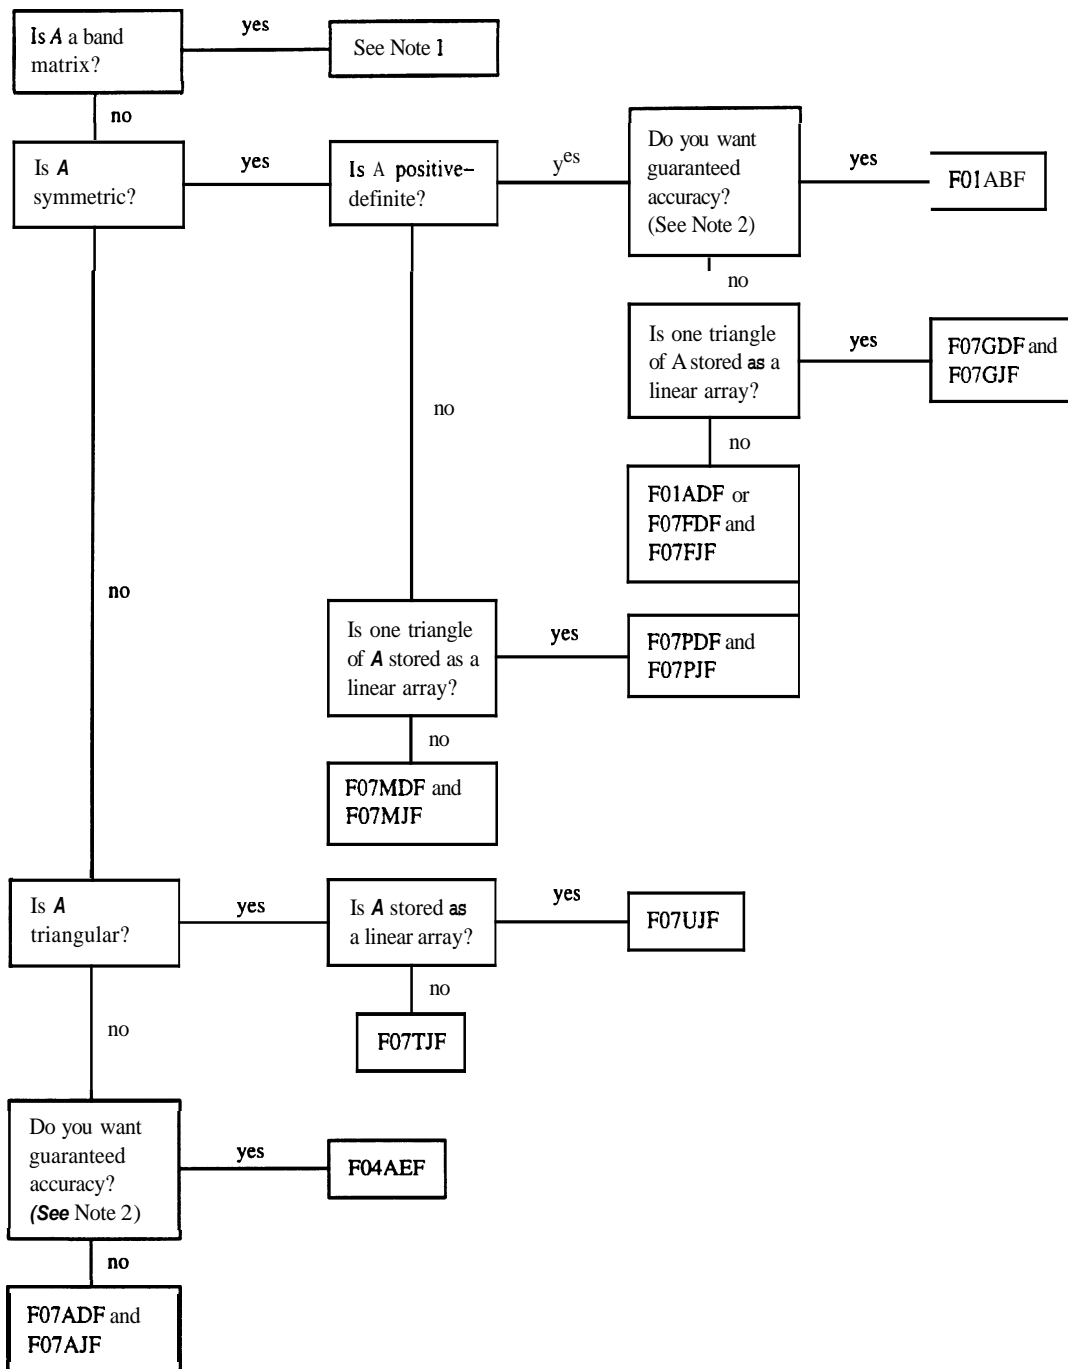 Is A a band
matrix?
yes
See Note 1
no
Is A
symmetric?
yes
Is A positive–
definite?
yes
Do you want
guaranteed
accuracy?
(See Note 2)
yes
F01ABF
no
Is one triangle
of A stored as a
linear array?
yes
F07GDF and
F07GJF
no
no
F01ADF or
F07FDF and
F07FJF
no
Is one triangle
of A stored as a
linear array?
yes
F07PDF and
F07PJF
no
F07MDF and
F07MJF
Is A
triangular?
yes
Is A stored as
a linear array?
yes
F07UJF
no
F07TJF
no
Do you want
guaranteed
accuracy?
(See Note 2)
yes
F04AEF
no
F07ADF and
F07AJF